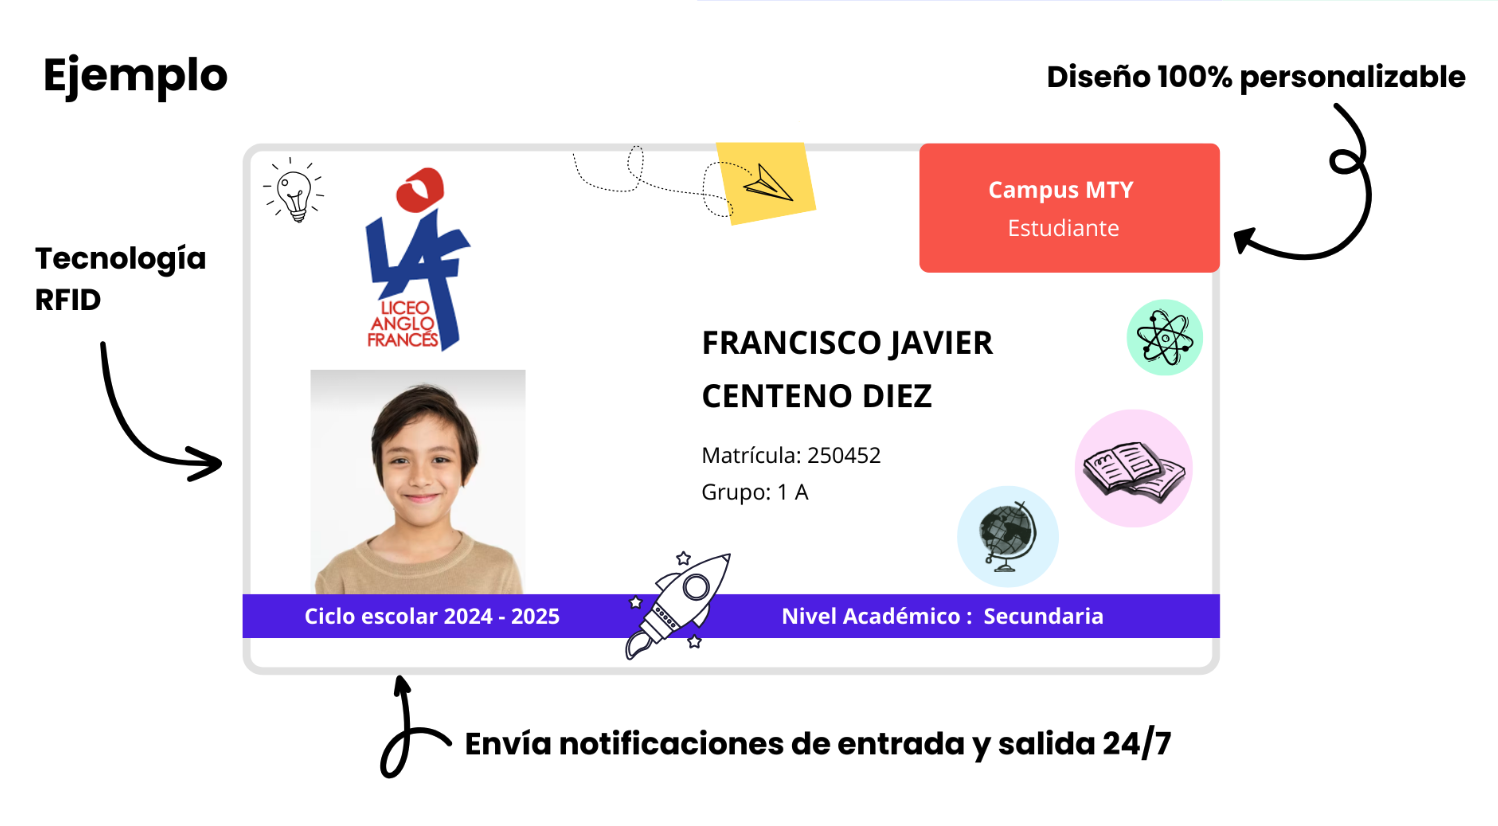 Ejemplo
Diseño 100% personalizable
Campus MTY
Estudiante
Tecnología
RFID
LICEO
ANGLO
FRANCÉS
FRANCISCO JAVIER
CENTENO DIEZ
Matrícula: 250452
Grupo: 1 A
Ciclo escolar 2024 - 2025
Nivel Académico : Secundaria
Envía notificaciones de entrada y salida 24/7